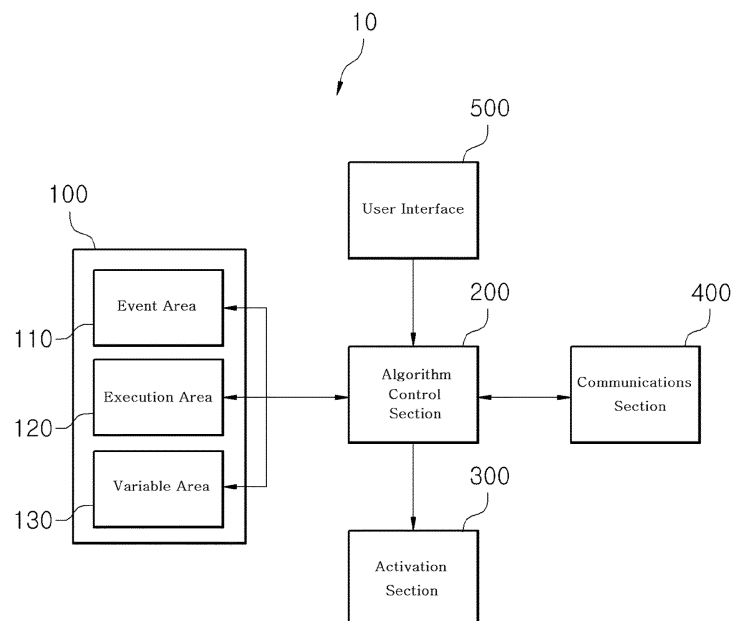 10
500
User Interface
100
Event Area
110
Execution Area
120
Variable Area
130
200
Algorithm
Control
Section
400
Communications
Section
300
Activation
Section